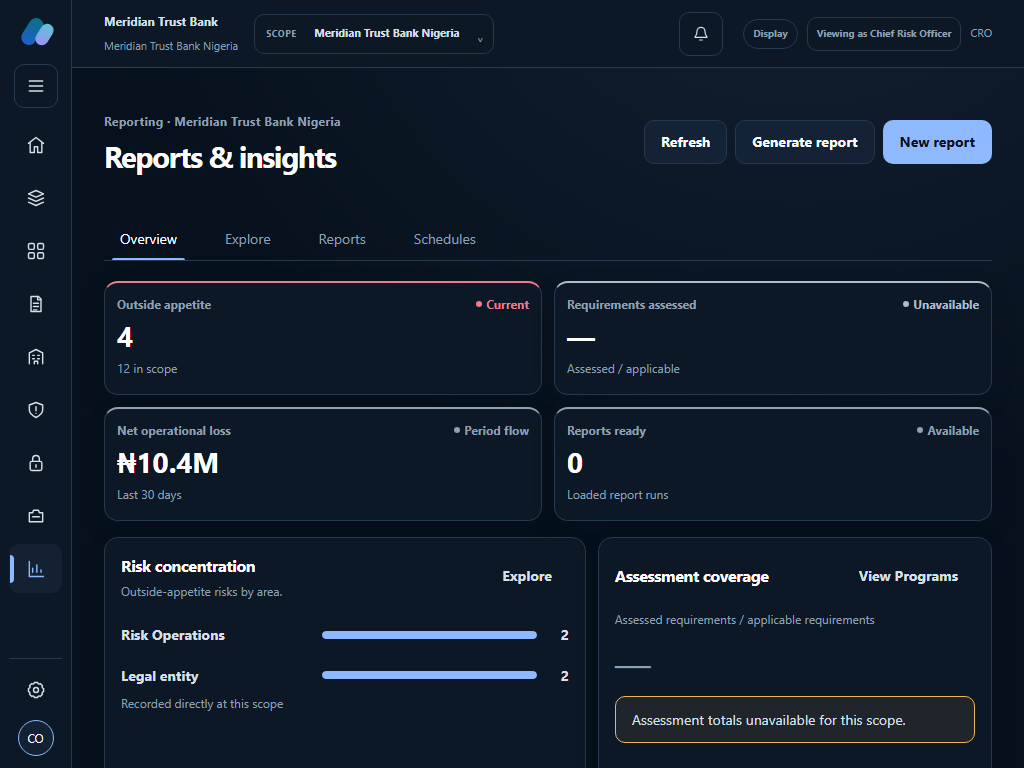 Meridian Trust Bank
Meridian Trust Bank Nigeria
SCOPE Meridian Trust Bank Nigeria
Display
Viewing as Chief Risk Officer
CRO
Reporting · Meridian Trust Bank Nigeria
Reports & insights
Refresh
Generate report
New report
Overview
Explore
Reports
Schedules
Outside appetite
Current
4
12 in scope
Requirements assessed
Unavailable
—
Assessed / applicable
Net operational loss
Period flow
₦10.4M
Last 30 days
Reports ready
Available
0
Loaded report runs
Risk concentration
Outside-appetite risks by area.
Explore
Risk Operations 2
Legal entity 2
Recorded directly at this scope
Assessment coverage
View Programs
Assessed requirements / applicable requirements
—
Assessment totals unavailable for this scope.
CO